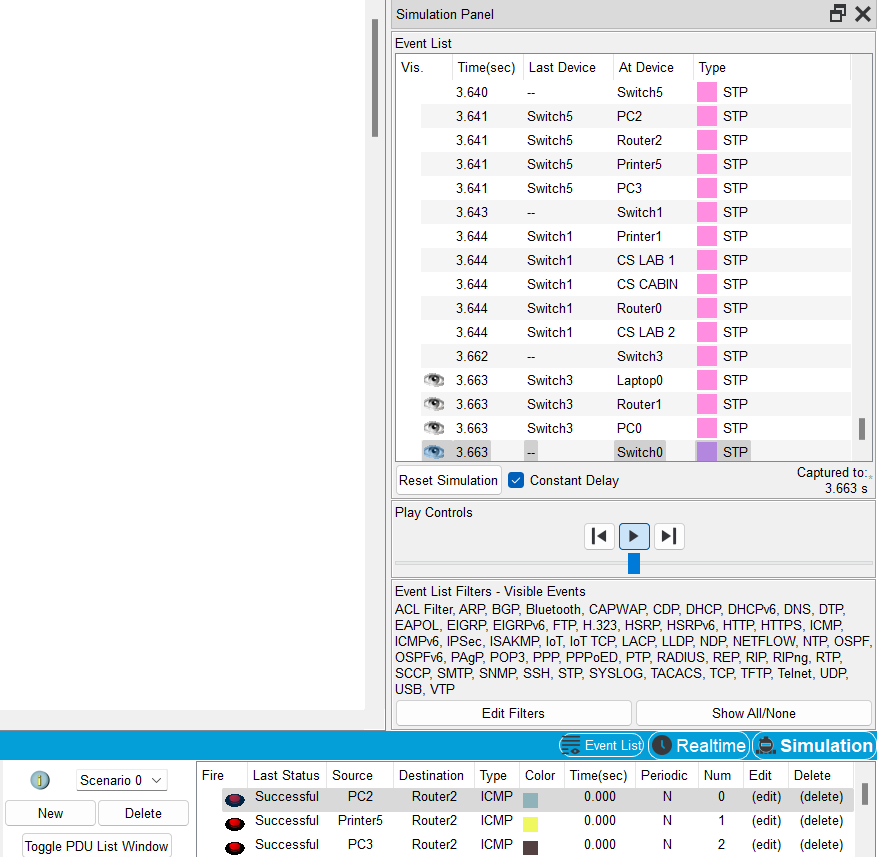 Simulation Panel
Event List
Vis. Time(sec) Last Device At Device Type
3.640 -- Switch5 STP
3.641 Switch5 PC2 STP
3.641 Switch5 Router2 STP
3.641 Switch5 Printer5 STP
3.641 Switch5 PC3 STP
3.643 -- Switch1 STP
3.644 Switch1 Printer1 STP
3.644 Switch1 CS LAB 1 STP
3.644 Switch1 CS CABIN STP
3.644 Switch1 Router0 STP
3.644 Switch1 CS LAB 2 STP
3.662 -- Switch3 STP
3.663 Switch3 Laptop0 STP
3.663 Switch3 Router1 STP
3.663 Switch3 PC0 STP
3.663 -- Switch0 STP
Reset Simulation Constant Delay Captured to:
3.663 s
Play Controls
Event List Filters - Visible Events
ACL Filter, ARP, BGP, Bluetooth, CAPWAP, CDP, DHCP, DHCPv6, DNS, DTP,
EAPOL, EIGRP, EIGRPv6, FTP, H.323, HSRP, HSRPv6, HTTP, HTTPS, ICMP,
ICMPv6, IPSec, ISAKMP, IoT, IoT TCP, LACP, LLDP, NDP, NETFLOW, NTP, OSPF,
OSPFv6, PAgP, POP3, PPP, PPPoED, PTP, RADIUS, REP, RIP, RIPng, RTP,
SCCP, SMTP, SNMP, SSH, STP, SYSLOG, TACACS, TCP, TFTP, Telnet, UDP,
USB, VTP
Edit Filters Show All/None
Event List Realtime Simulation
1 Scenario 0
New Delete
Toggle PDU List Window
Fire Last Status Source Destination Type Color Time(sec) Periodic Num Edit Delete
Successful PC2 Router2 ICMP 0.000 N 0 (edit) (delete)
Successful Printer5 Router2 ICMP 0.000 N 1 (edit) (delete)
Successful PC3 Router2 ICMP 0.000 N 2 (edit) (delete)